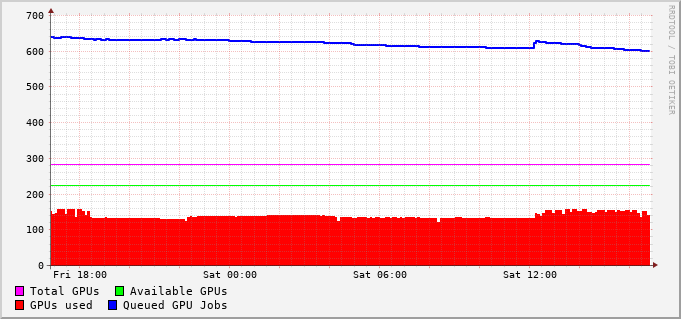 700
600
500
400
300
200
100
0
Fri 18:00 Sat 00:00 Sat 06:00 Sat 12:00
Total GPUs Available GPUs
GPUs used Queued GPU Jobs
RRDTOOL / TOBI OETIKER